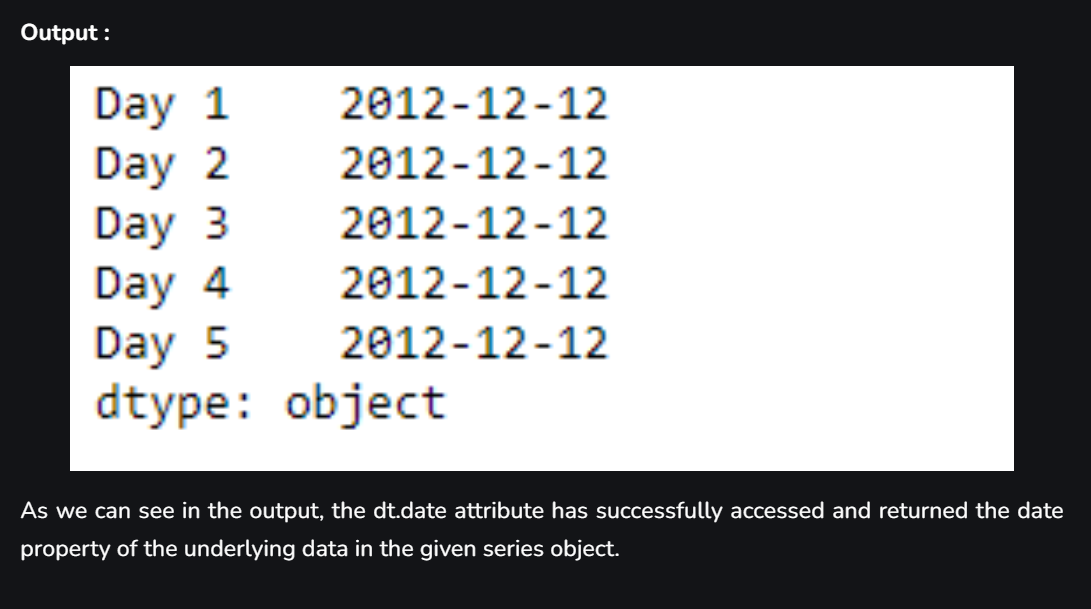 Output :
Day 1    2012-12-12
Day 2    2012-12-12
Day 3    2012-12-12
Day 4    2012-12-12
Day 5    2012-12-12
dtype: object
As we can see in the output, the dt.date attribute has successfully accessed and returned the date
property of the underlying data in the given series object.